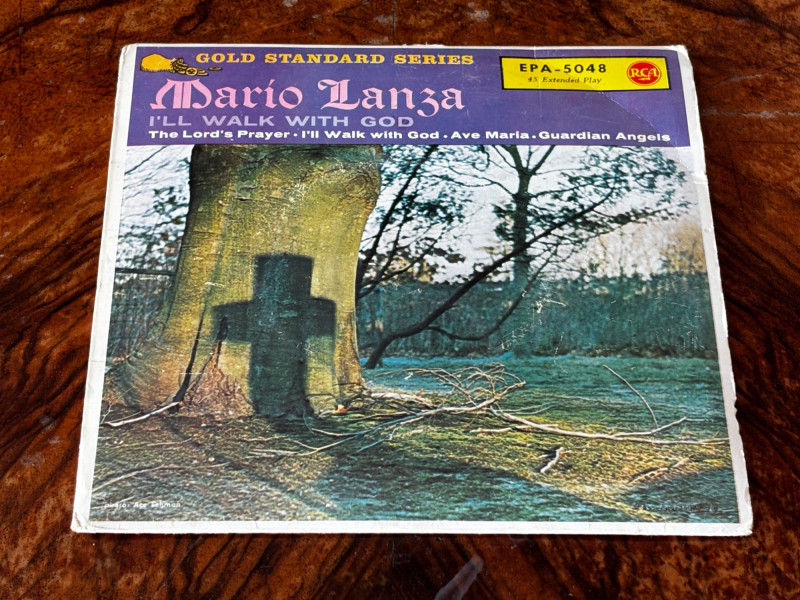 GOLD STANDARD SERIES
EPA-5048
45 Extended Play
RCA
Mario Lanza
I'LL WALK WITH GOD
The Lord's Prayer • I'll Walk with God • Ave Maria • Guardian Angels